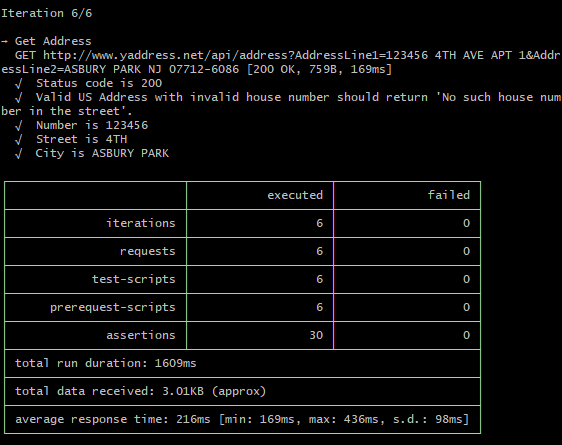 Iteration 6/6
→ Get Address
GET http://www.yaddress.net/api/address?AddressLine1=123456 4TH AVE APT 1&Addr
essLine2=ASBURY PARK NJ 07712-6086 [200 OK, 759B, 169ms]
√ Status code is 200
√ Valid US Address with invalid house number should return 'No such house num
ber in the street'.
√ Number is 123456
√ Street is 4TH
√ City is ASBURY PARK
executed failed
iterations 6 0
requests 6 0
test-scripts 6 0
prerequest-scripts 6 0
assertions 30 0
total run duration: 1609ms
total data received: 3.01KB (approx)
average response time: 216ms [min: 169ms, max: 436ms, s.d.: 98ms]